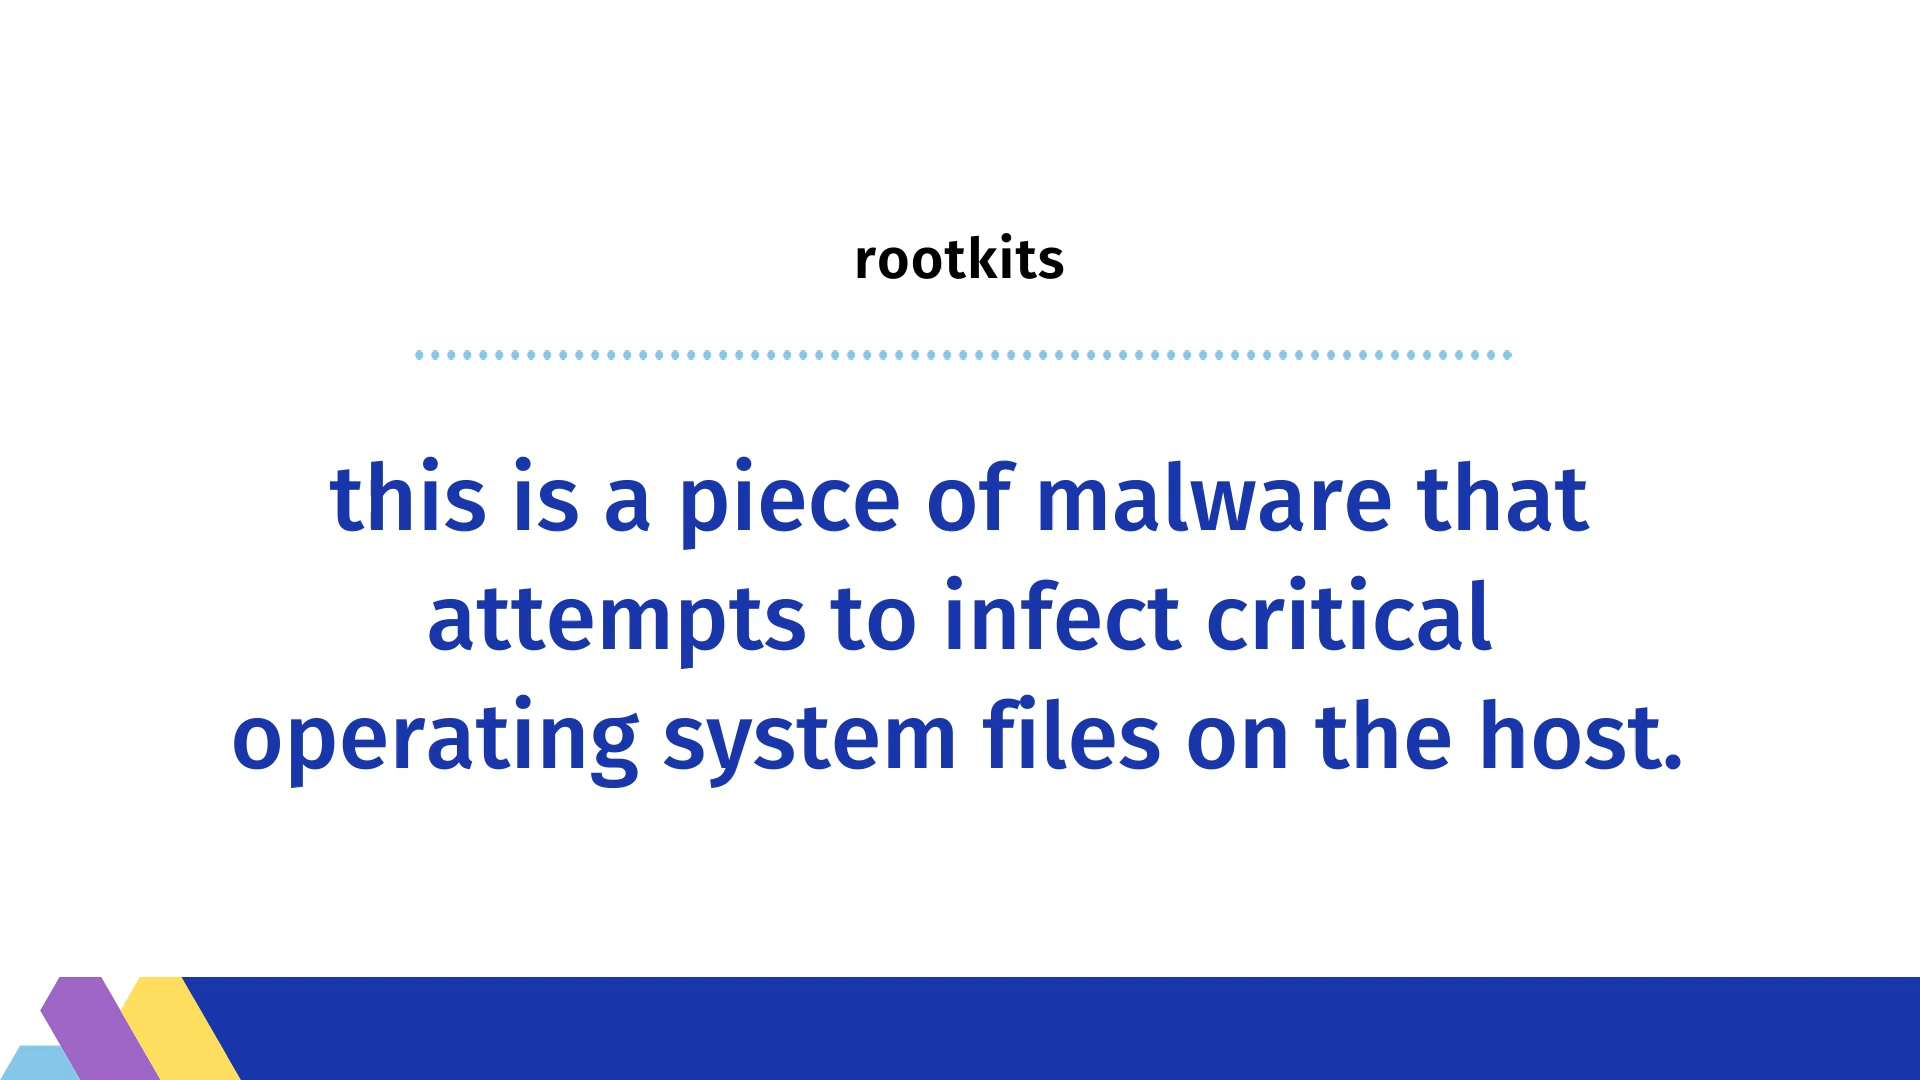 rootkits
this is a piece of malware that
attempts to infect critical
operating system files on the host.